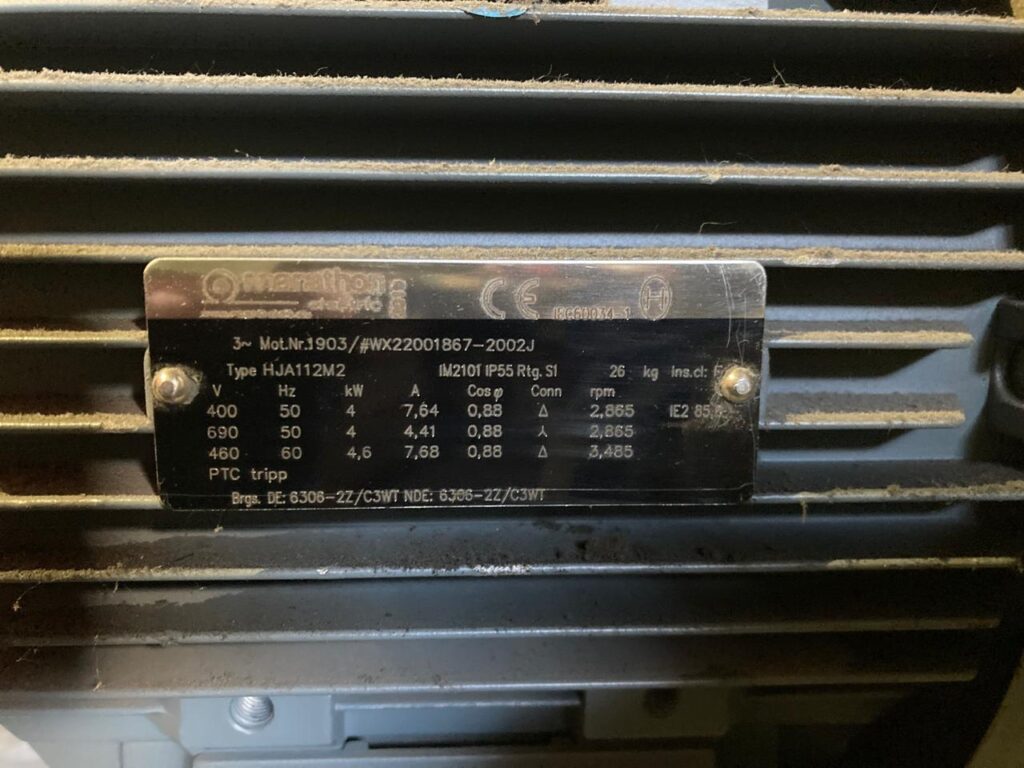 marathon
electric
CE
IEC60034-1
H
3~ Mot.Nr.1903/#WX22001867-2002J
Type HJA112M2 IM2101 IP55 Rtg. S1 26 kg Ins.cl:
V Hz kW A Cos φ Conn rpm
400 50 4 7,64 0,88 Δ 2,865 IE2 85,
690 50 4 4,41 0,88 ⅄ 2,865
460 60 4,6 7,68 0,88 Δ 3,485
PTC tripp
Brgs. DE: 6306-2Z/C3WT NDE: 6306-2Z/C3WT